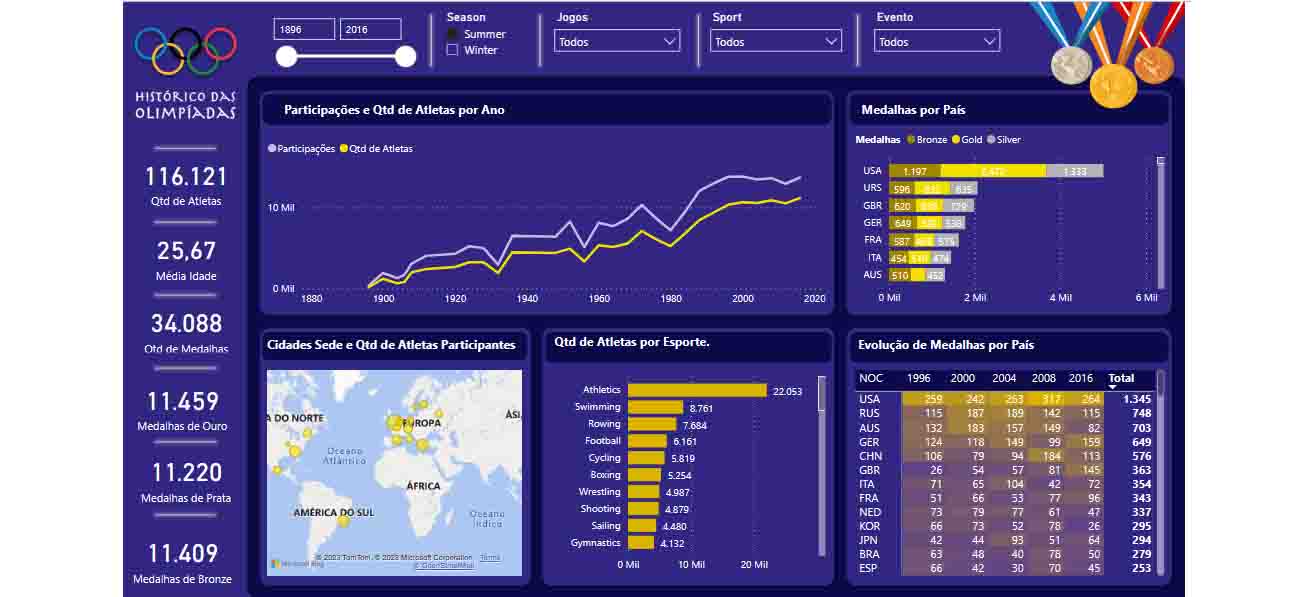 HISTÓRICO DAS
OLIMPÍADAS
116.121
Qtd de Atletas
25,67
Média Idade
34.088
Qtd de Medalhas
11.459
Medalhas de Ouro
11.220
Medalhas de Prata
11.409
Medalhas de Bronze
1896 2016
Season
Summer
Winter
Jogos
Todos
Sport
Todos
Evento
Todos
Participações e Qtd de Atletas por Ano
Participações Qtd de Atletas
10 Mil
0 Mil
1880 1900 1920 1940 1960 1980 2000 2020
Medalhas por País
Medalhas Bronze Gold Silver
USA 1.197 1.333
URS 596 635
GBR 620 729
GER 649 538
FRA 587 575
ITA 454 474
AUS 510 452
0 Mil 2 Mil 4 Mil 6 Mil
Cidades Sede e Qtd de Atletas Participantes
A DO NORTE
EUROPA
ÁSI
Oceano
Atlântico
ÁFRICA
AMÉRICA DO SUL
Oceano
Índico
© 2023 TomTom, © 2023 Microsoft Corporation Terms
Microsoft Bing © OpenStreetMap
Qtd de Atletas por Esporte.
Athletics 22.053
Swimming 8.761
Rowing 7.684
Football 6.161
Cycling 5.819
Boxing 5.254
Wrestling 4.987
Shooting 4.879
Sailing 4.480
Gymnastics 4.132
0 Mil 10 Mil 20 Mil
Evolução de Medalhas por País
NOC 1996 2000 2004 2008 2016 Total
USA 259 242 263 317 264 1.345
RUS 115 187 189 142 115 748
AUS 132 183 157 149 82 703
GER 124 118 149 99 159 649
CHN 106 79 94 184 113 576
GBR 26 54 57 81 145 363
ITA 71 65 104 42 72 354
FRA 51 66 53 77 96 343
NED 73 79 77 61 47 337
KOR 66 73 52 78 26 295
JPN 42 44 93 51 64 294
BRA 63 48 40 78 50 279
ESP 66 42 30 70 45 253